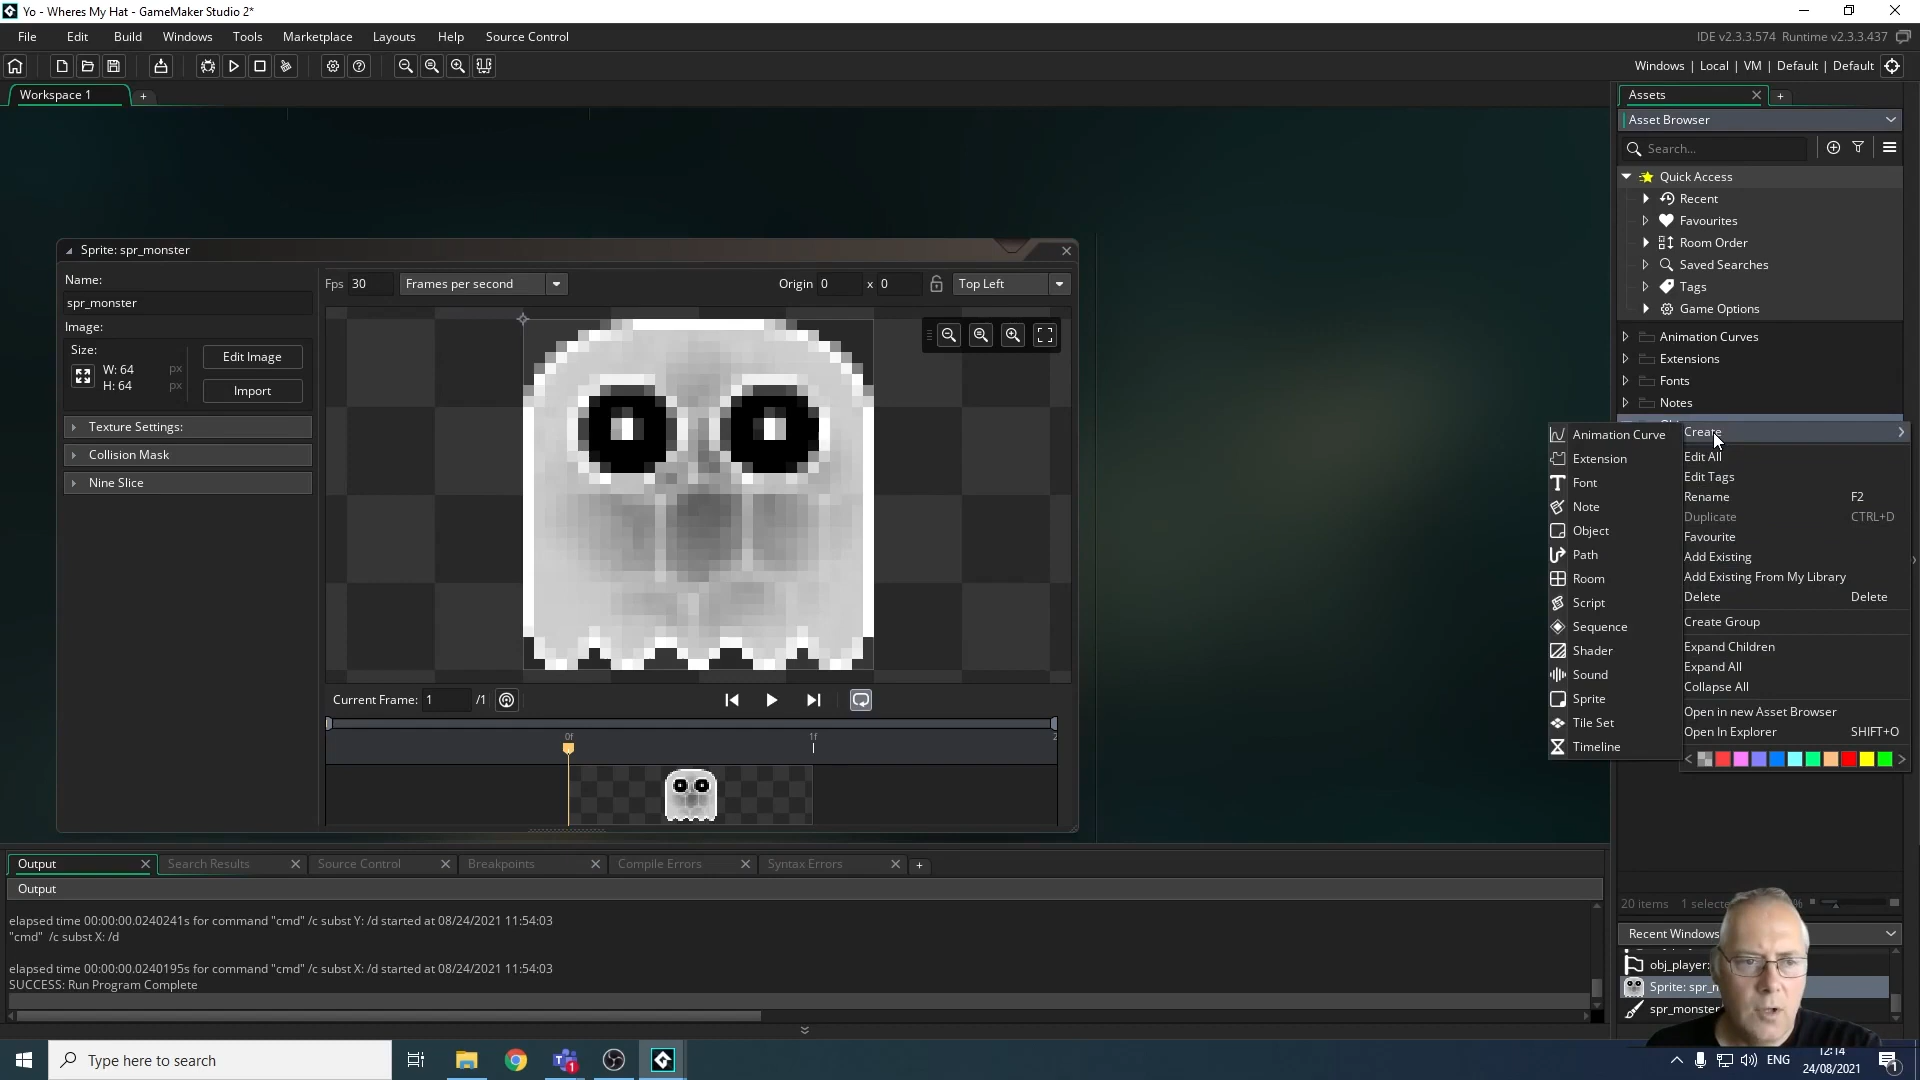 Yo - Wheres My Hat - GameMaker Studio 2*
File Edit Build Windows Tools Marketplace Layouts Help Source Control
IDE v2.3.3.574 Runtime v2.3.3.437
Windows | Local | VM | Default | Default
Workspace 1
Assets
Asset Browser
Search...
Quick Access
Recent
Favourites
Room Order
Saved Searches
Tags
Game Options
Animation Curves
Extensions
Fonts
Notes
Sprite: spr_monster
Name:
spr_monster
Image:
Size:
W: 64 px
H: 64 px
Edit Image
Import
Texture Settings:
Collision Mask
Nine Slice
Fps 30 Frames per second
Origin 0 x 0 Top Left
Current Frame: 1 /1
0f 1f 2
Animation Curve
Extension
Font
Note
Object
Path
Room
Script
Sequence
Shader
Sound
Sprite
Tile Set
Timeline
Create
Edit All
Edit Tags
Rename F2
Duplicate CTRL+D
Favourite
Add Existing
Add Existing From My Library
Delete Delete
Create Group
Expand Children
Expand All
Collapse All
Open in new Asset Browser
Open In Explorer SHIFT+O
Output Search Results Source Control Breakpoints Compile Errors Syntax Errors
Output
elapsed time 00:00:00.0240241s for command "cmd" /c subst Y: /d started at 08/24/2021 11:54:03
"cmd" /c subst X: /d
elapsed time 00:00:00.0240195s for command "cmd" /c subst X: /d started at 08/24/2021 11:54:03
SUCCESS: Run Program Complete
20 items 1 selecte %
Recent Windows
obj_player:
Sprite: spr_m
spr_monster
Type here to search
1
ENG
12:14
24/08/2021
1